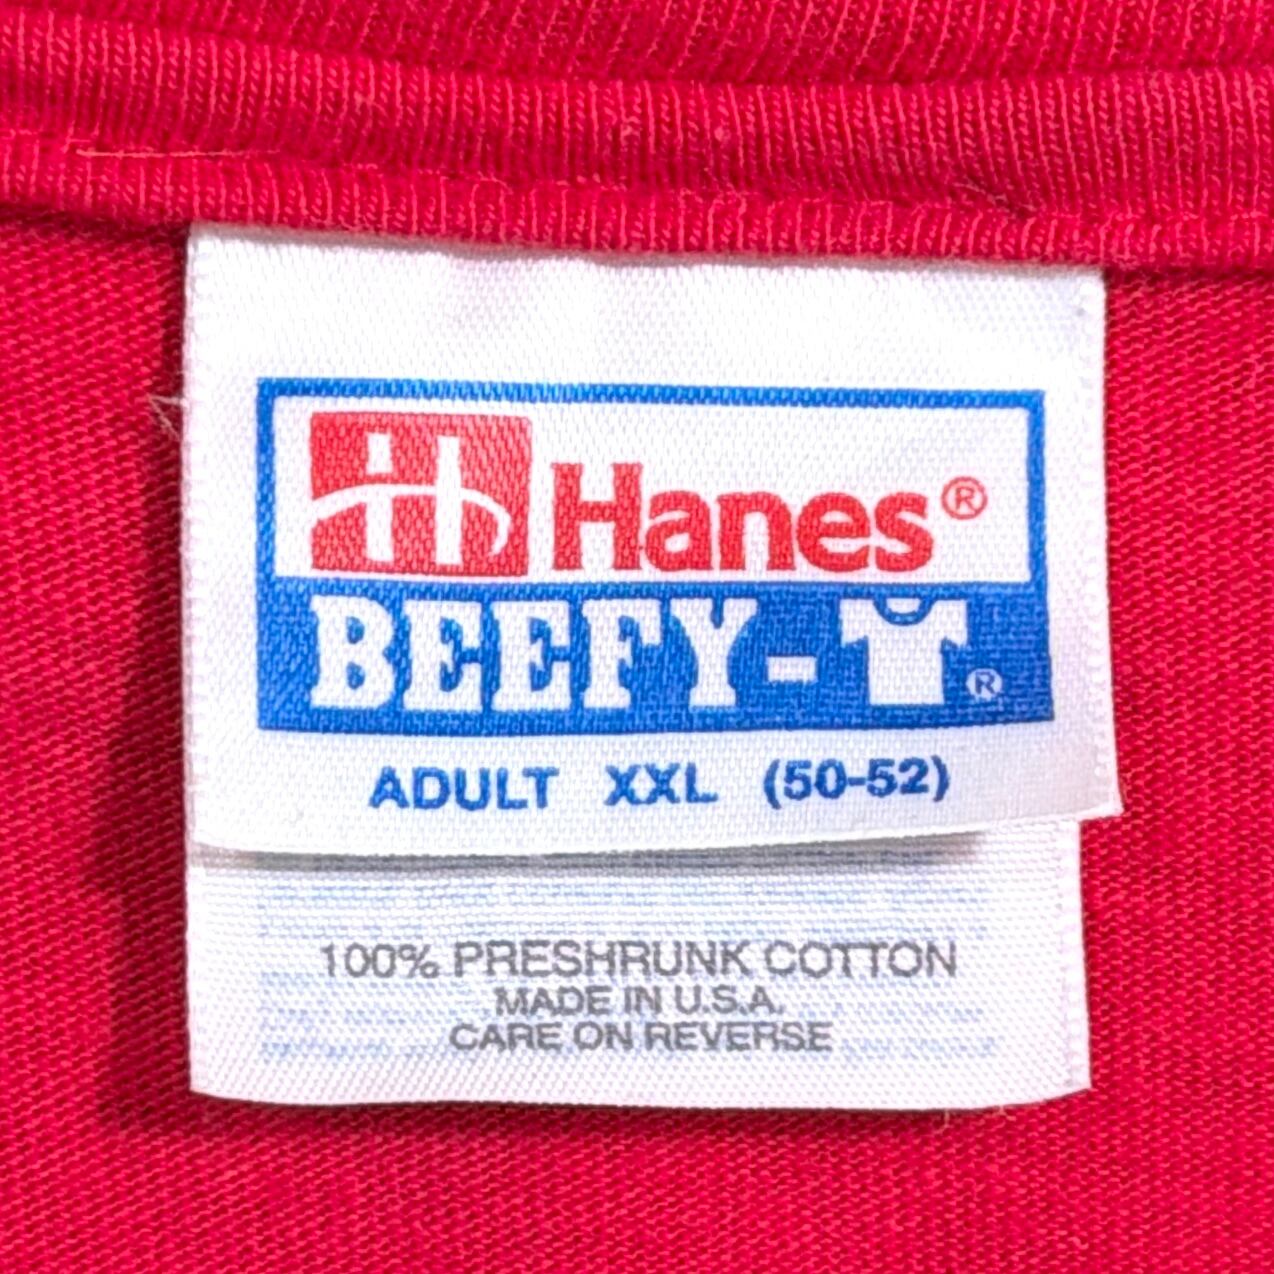 H Hanes®
BEEFY-T®
ADULT XXL (50-52)
100% PRESHRUNK COTTON
MADE IN U.S.A.
CARE ON REVERSE